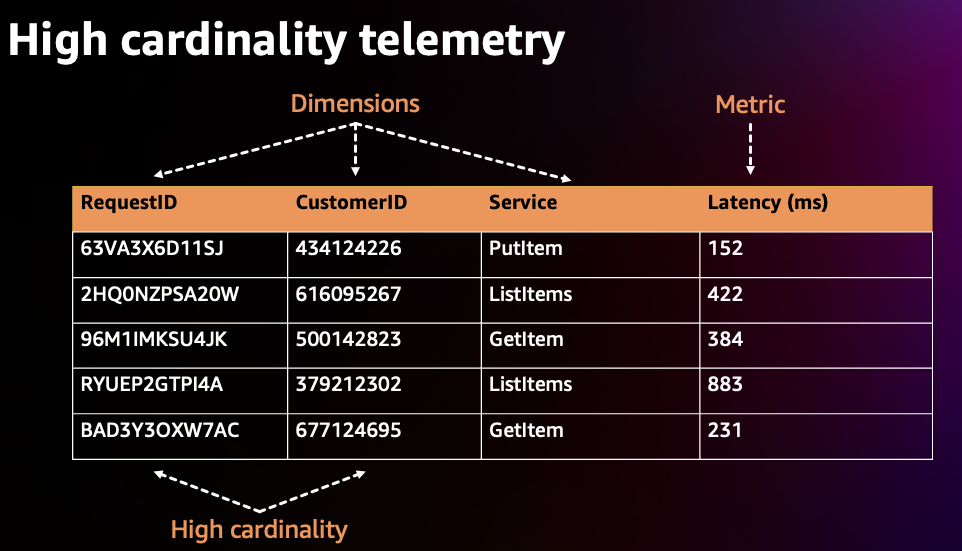 High cardinality telemetry
Dimensions
Metric
RequestID CustomerID Service Latency (ms)
63VA3X6D11SJ 434124226 PutItem 152
2HQ0NZPSA20W 616095267 ListItems 422
96M1IMKSU4JK 500142823 GetItem 384
RYUEP2GTPI4A 379212302 ListItems 883
BAD3Y3OXW7AC 677124695 GetItem 231
High cardinality